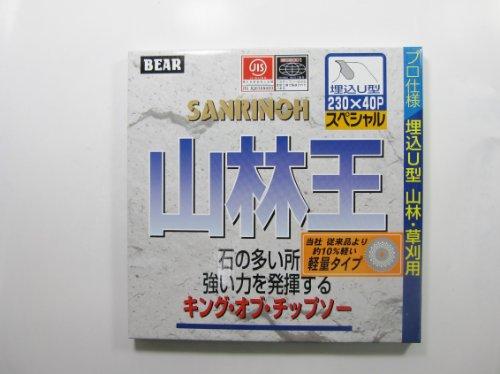 BEAR
JIS
埋込U型
230×40P
スペシャル
SANRINOH
山林王
プロ仕様 埋込U型 山林・草刈用
当社 従来品より
約10%軽い
軽量タイプ
石の多い所
強い力を発揮する
キング・オブ・チップソー